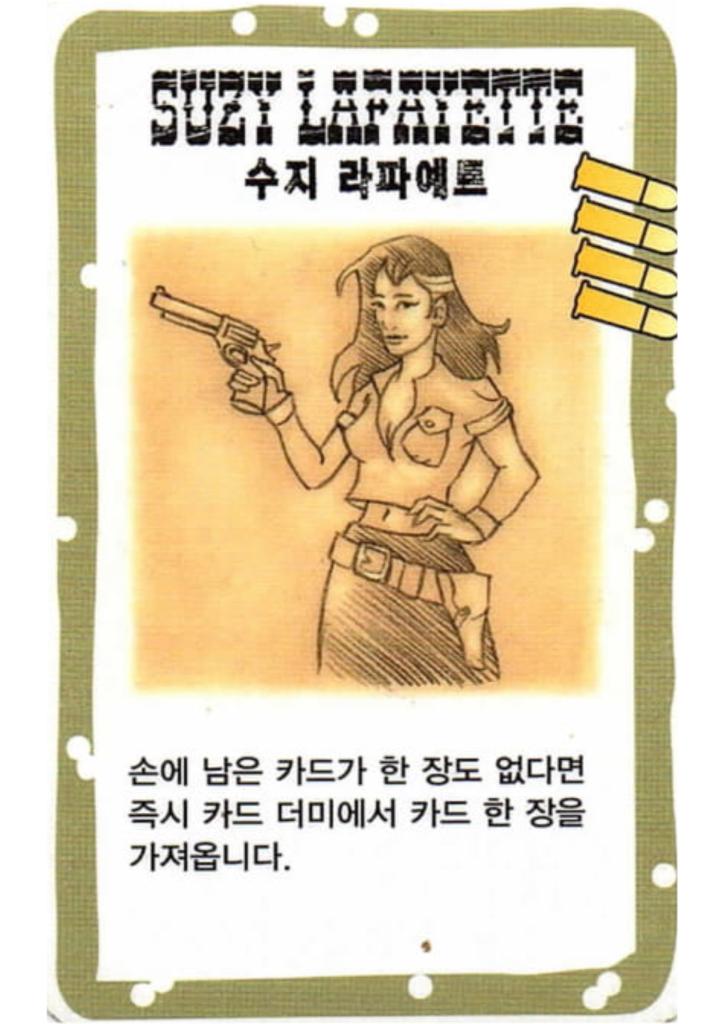 SUZY LAFAYETTE
수지 라파예트
손에 남은 카드가 한 장도 없다면
즉시 카드 더미에서 카드 한 장을
가져옵니다.